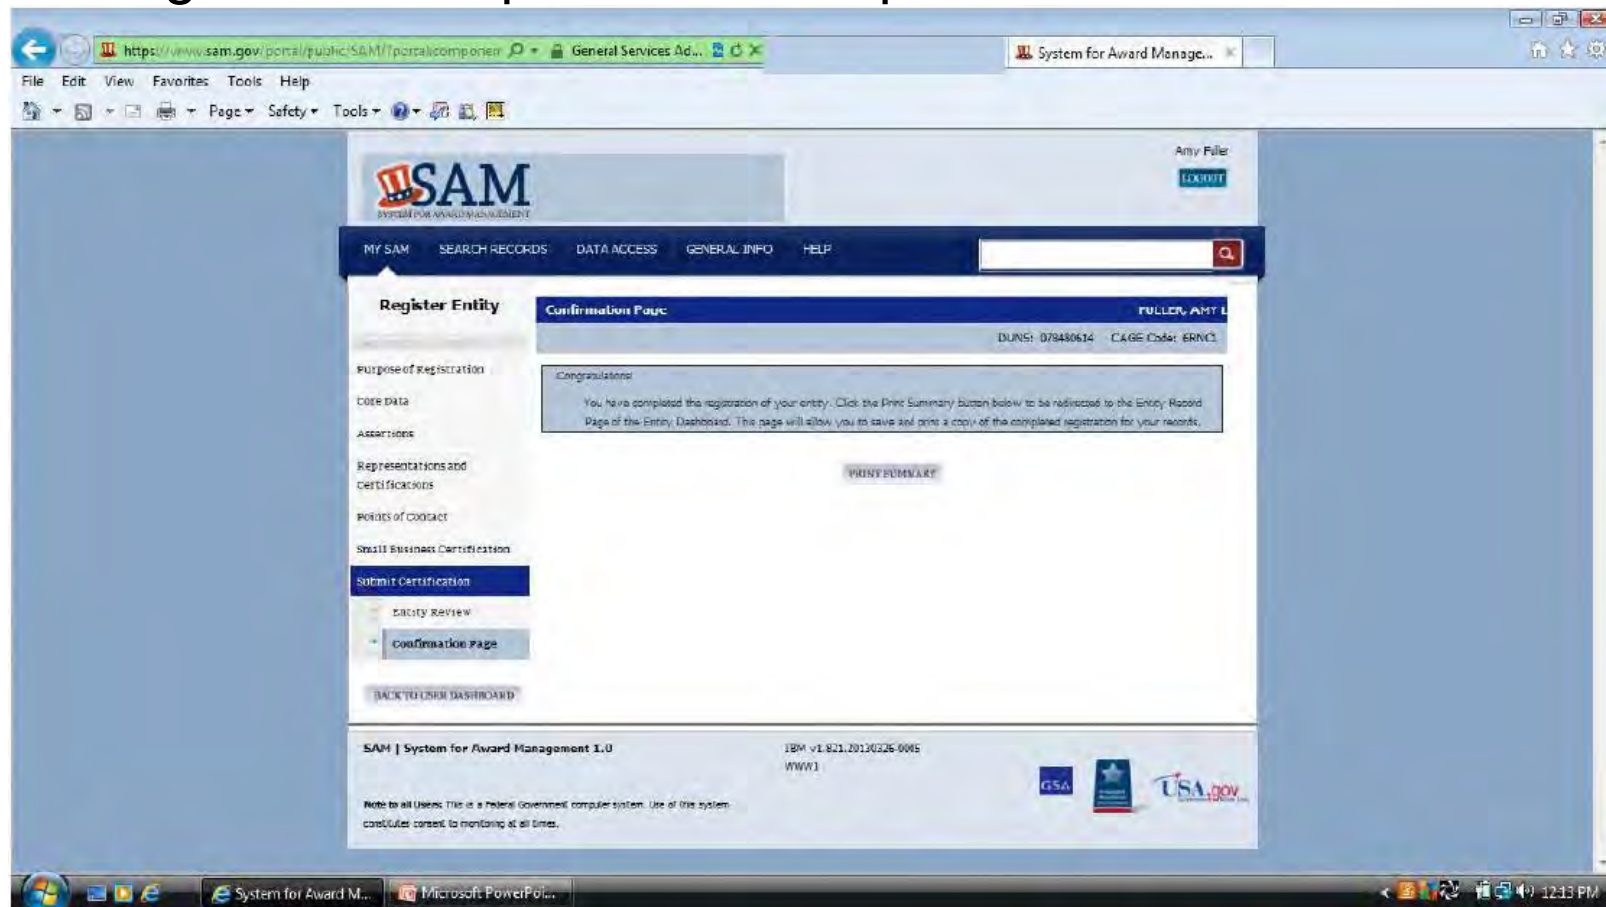 https://www.sam.gov/portal/public/SAM/?portal:componen
General Services Ad...
System for Award Manage...
File Edit View Favorites Tools Help
Page Safety Tools
Amy Fuller
LOGOUT
SAM
SYSTEM FOR AWARD MANAGEMENT
MY SAM SEARCH RECORDS DATA ACCESS GENERAL INFO HELP
Register Entity
Confirmation Page FULLER, AMY L
DUNS: 078480614 CAGE Code: 6RNC1
Purpose of Registration
Core Data
Assertions
Representations and
Certifications
Points of Contact
Small Business Certification
Submit Certification
Entity Review
Confirmation Page
BACK TO USER DASHBOARD
Congratulations!
You have completed the registration of your entity. Click the Print Summary button below to be redirected to the Entity Record
Page of the Entity Dashboard. This page will allow you to save and print a copy of the completed registration for your records.
PRINT SUMMARY
SAM | System for Award Management 1.0
IBM v1.821.20130326-0005
WWW1
Note to all Users: This is a Federal Government computer system. Use of this system
constitutes consent to monitoring at all times.
GSA
USA.gov
System for Award M...
Microsoft PowerPoi...
12:13 PM